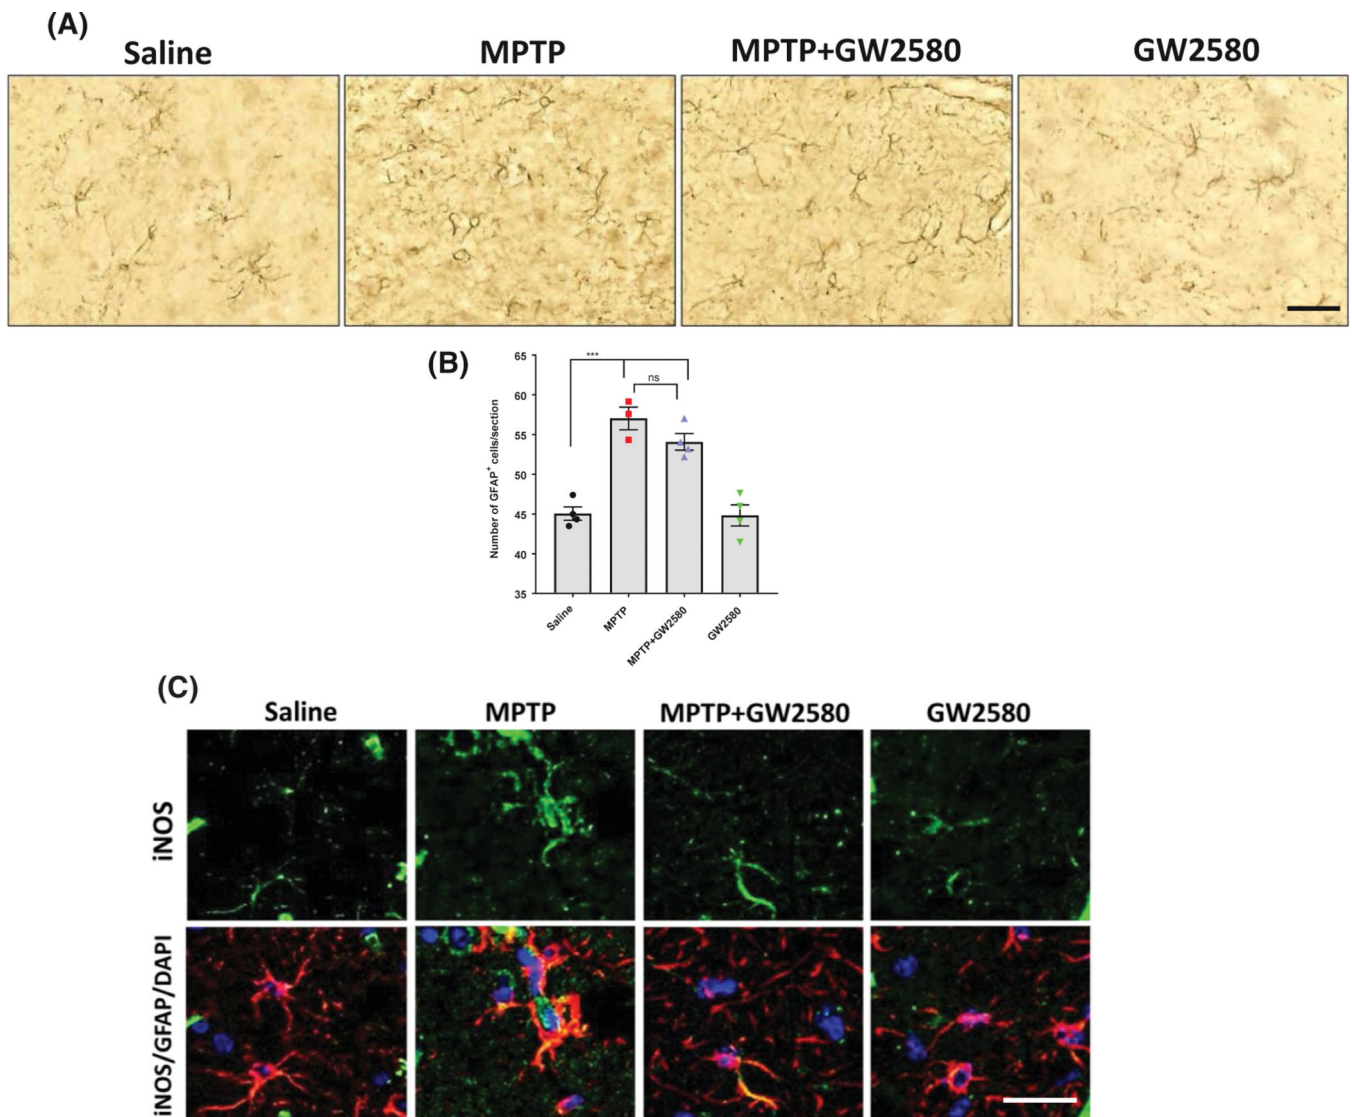 (A)
Saline MPTP MPTP+GW2580 GW2580
(B)
Number of GFAP+ cells/section
65
60
55
50
45
40
35
***
ns
Saline MPTP MPTP+GW2580 GW2580
(C)
Saline MPTP MPTP+GW2580 GW2580
iNOS
iNOS/GFAP/DAPI